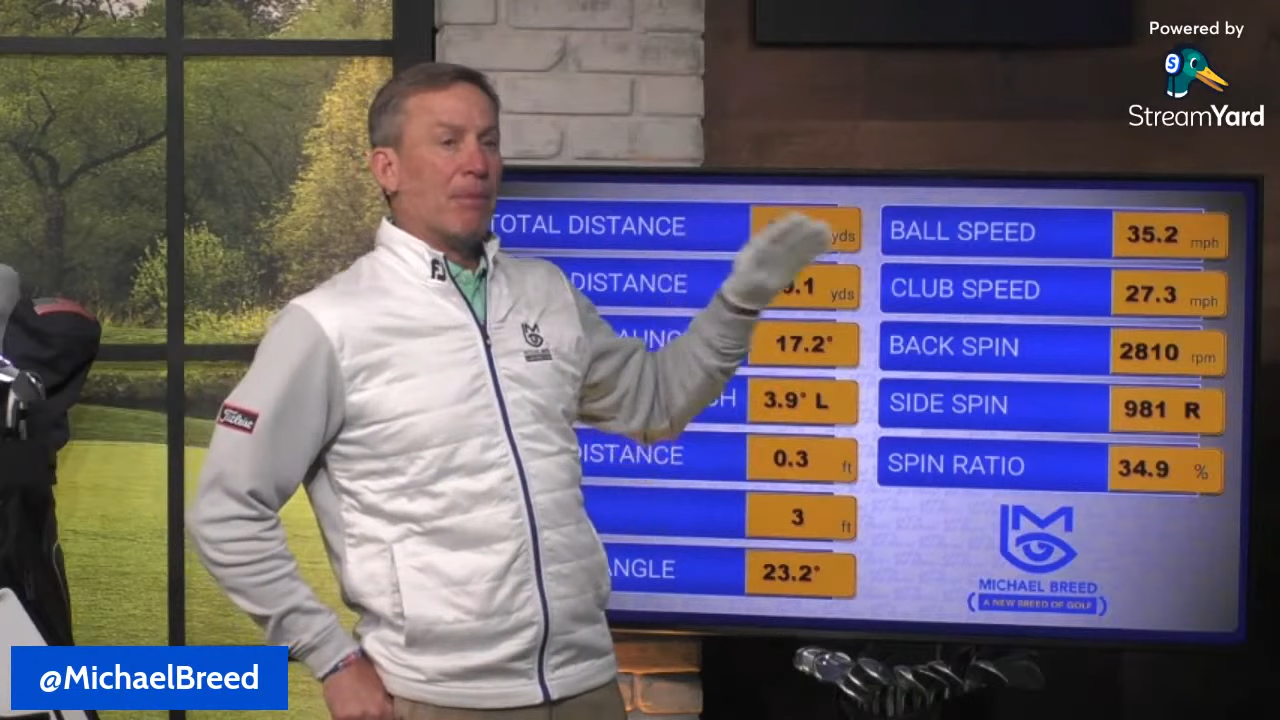 Powered by
S
StreamYard
TOTAL DISTANCE
yds
BALL SPEED
35.2 mph
DISTANCE
.1 yds
CLUB SPEED
27.3 mph
FJ
17.2°
BACK SPIN
2810 rpm
3.9° L
SIDE SPIN
981 R
Titleist
DISTANCE
0.3 ft
SPIN RATIO
34.9 %
3 ft
ANGLE
23.2°
MICHAEL BREED
A NEW BREED OF GOLF
@MichaelBreed